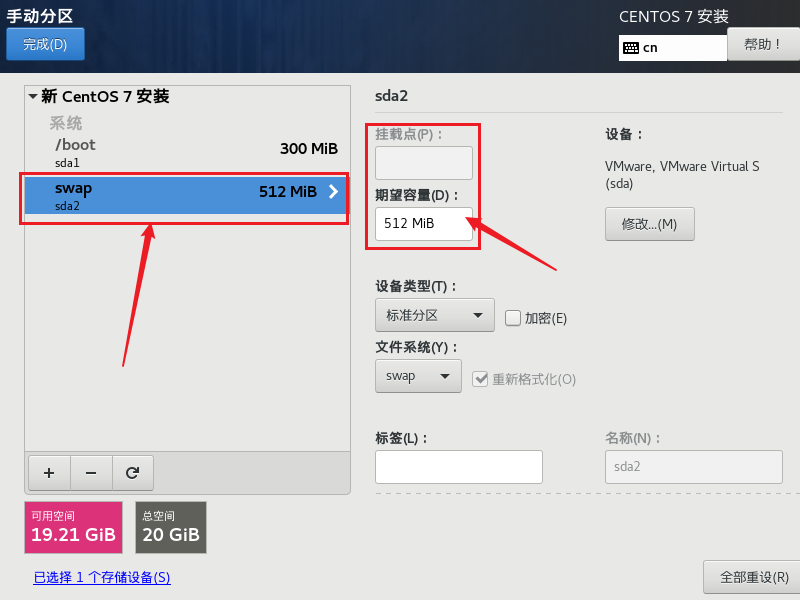 手动分区
CENTOS 7 安装
完成(D)
cn
帮助！
新 CentOS 7 安装
系统
/boot
300 MiB
sda1
swap
512 MiB
sda2
sda2
挂载点(P)：
期望容量(D)：
512 MiB
设备：
VMware, VMware Virtual S
(sda)
修改...(M)
设备类型(T)：
标准分区
加密(E)
文件系统(Y)：
swap
重新格式化(O)
标签(L)：
名称(N)：
sda2
可用空间
19.21 GiB
总空间
20 GiB
已选择 1 个存储设备(S)
全部重设(R)